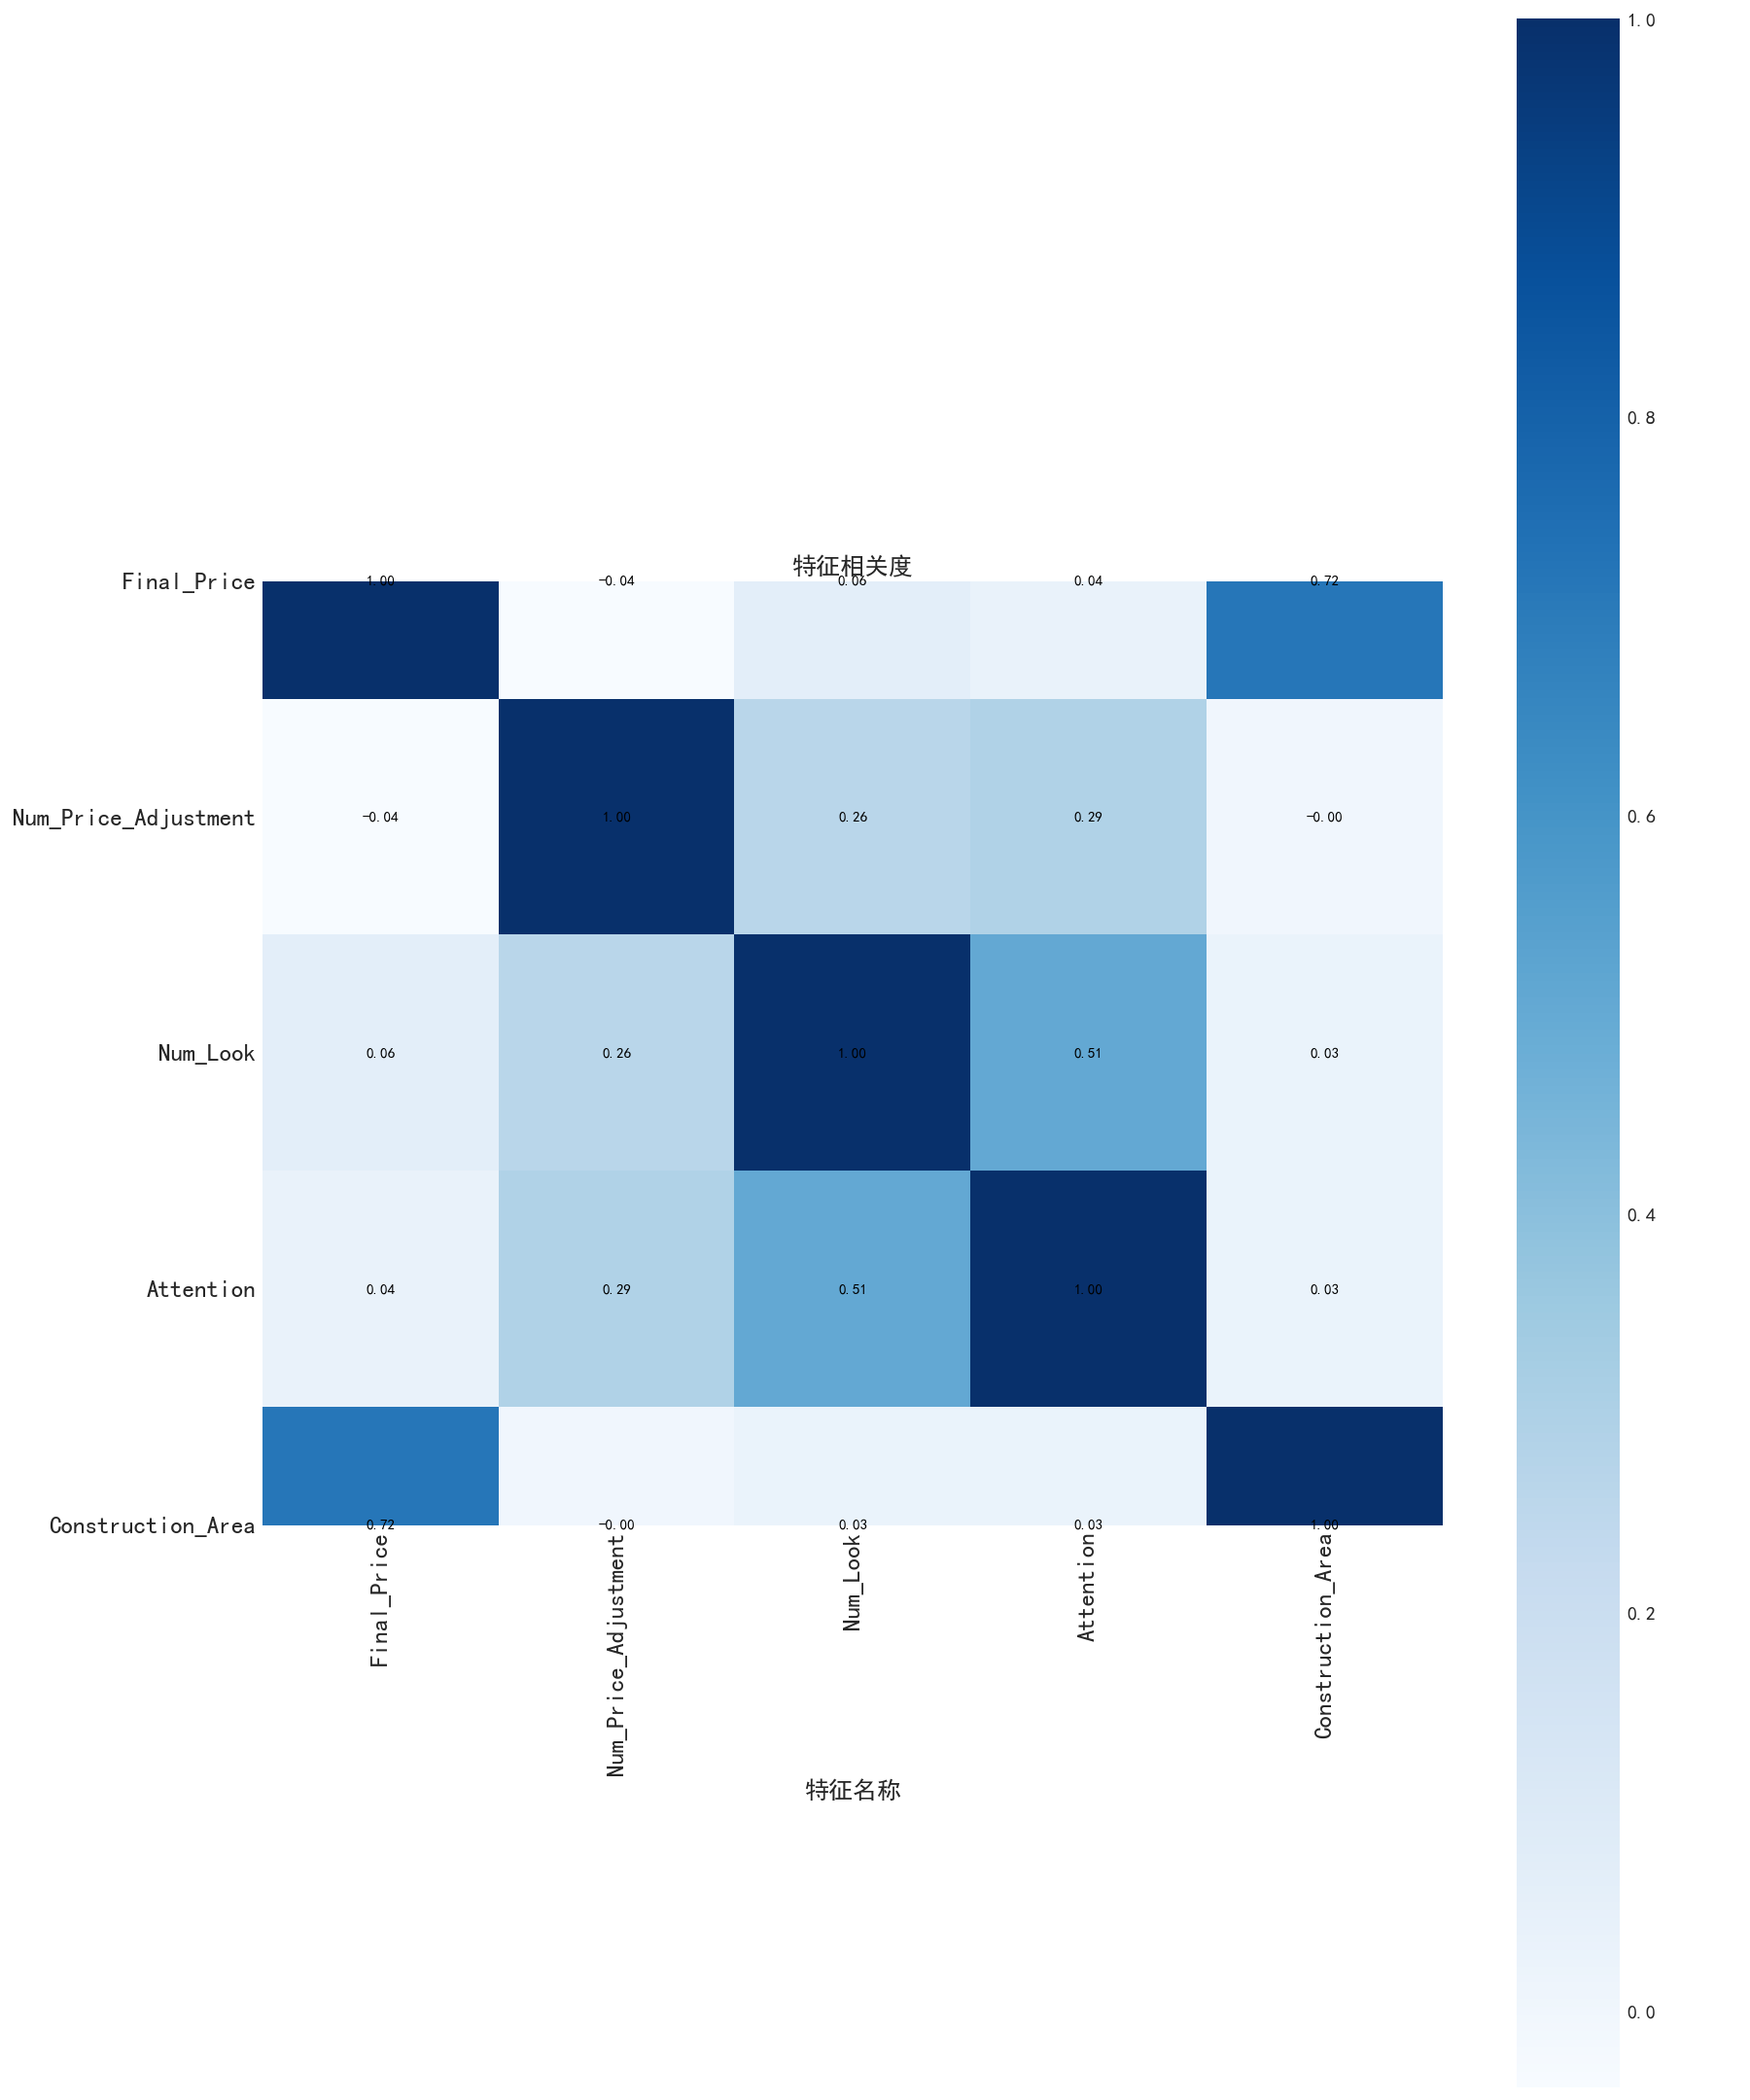 特征相关度
Final_Price 1.00 -0.04 0.06 0.04 0.72
Num_Price_Adjustment -0.04 1.00 0.26 0.29 -0.00
Num_Look 0.06 0.26 1.00 0.51 0.03
Attention 0.04 0.29 0.51 1.00 0.03
Construction_Area 0.72 -0.00 0.03 0.03 1.00
Final_Price
Num_Price_Adjustment
Num_Look
Attention
Construction_Area
特征名称
1.0
0.8
0.6
0.4
0.2
0.0